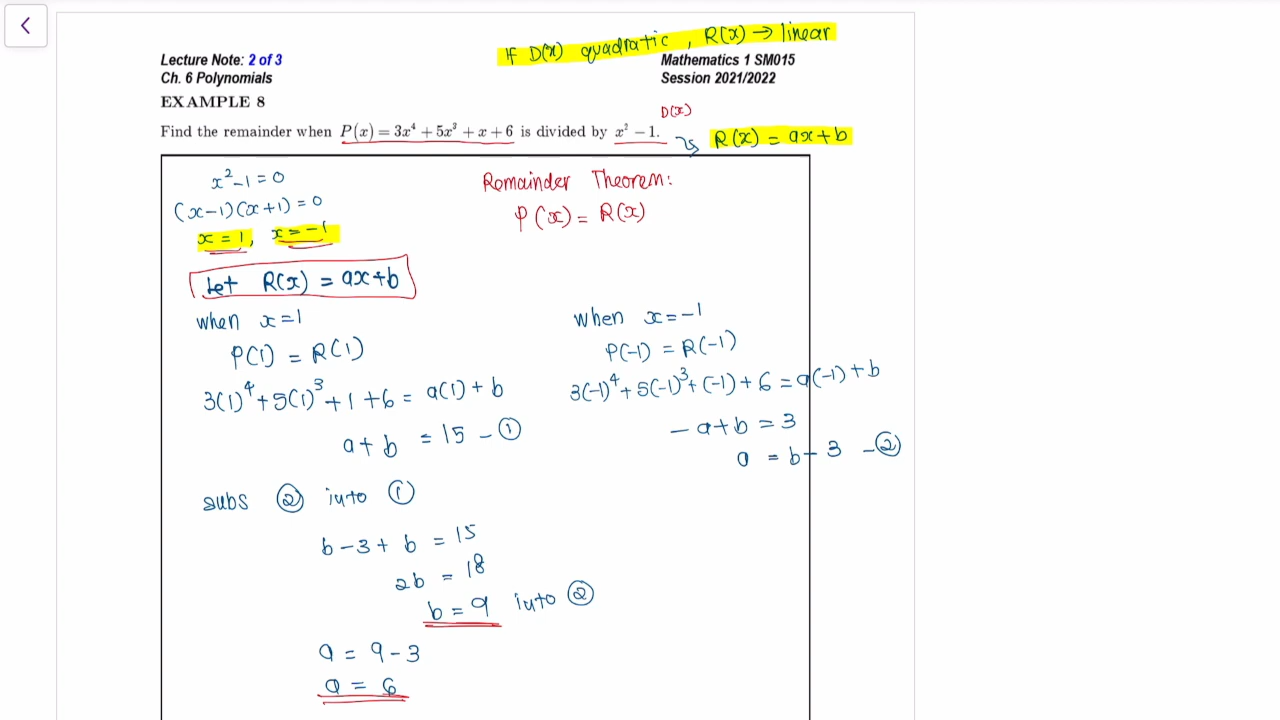 If D(x) quadratic, R(x) → linear
Lecture Note: 2 of 3
Mathematics 1 SM015
Ch. 6 Polynomials
Session 2021/2022
EXAMPLE 8
D(x)
Find the remainder when P(x) = 3x⁴ + 5x³ + x + 6 is divided by x² − 1.
R(x) = ax+b
x²-1=0
(x-1)(x+1)=0
x=1, x=-1
Remainder Theorem:
P(x) = R(x)
Let R(x) = ax+b
when x=1
P(1) = R(1)
3(1)⁴+5(1)³+1+6 = a(1)+b
a+b = 15 - ①
when x=-1
P(-1) = R(-1)
3(-1)⁴+5(-1)³+(-1)+6 = a(-1)+b
-a+b = 3
a = b-3 - ②
subs ② into ①
b-3+b = 15
2b = 18
b = 9 into ②
a = 9-3
a = 6